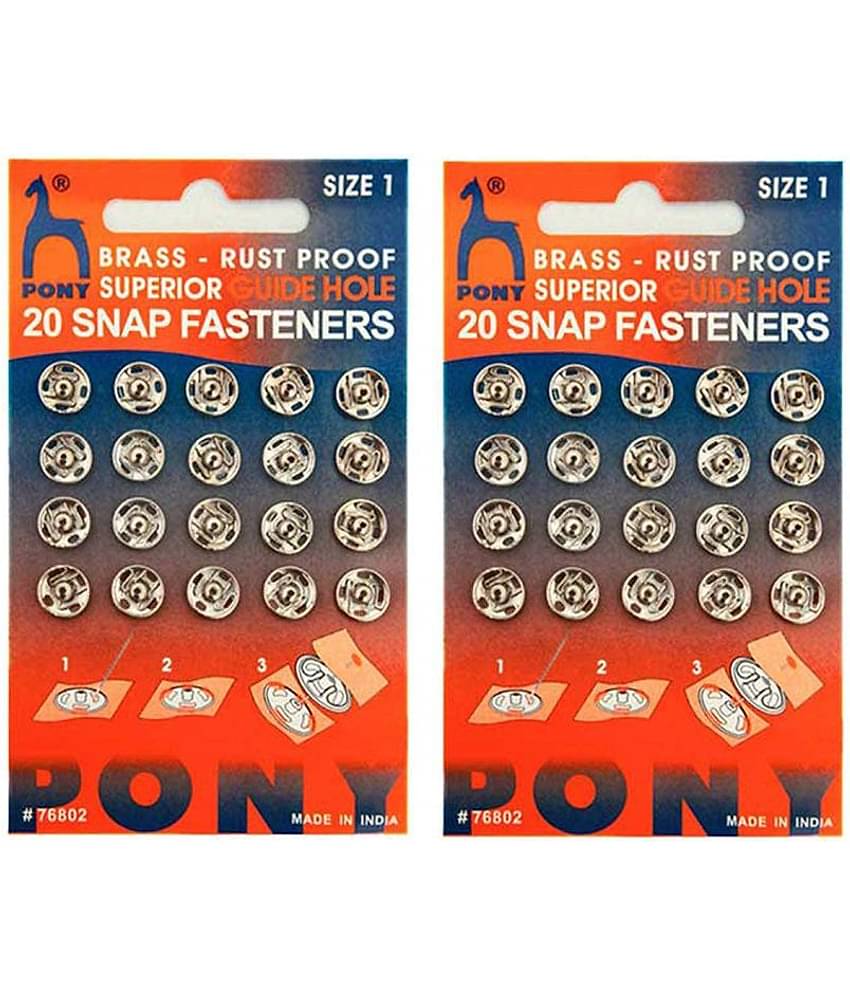 ® SIZE 1
BRASS - RUST PROOF
PONY SUPERIOR GUIDE HOLE
20 SNAP FASTENERS
1 2 3
PONY
# 76802 MADE IN INDIA
® SIZE 1
BRASS - RUST PROOF
PONY SUPERIOR GUIDE HOLE
20 SNAP FASTENERS
1 2 3
PONY
# 76802 MADE IN INDIA